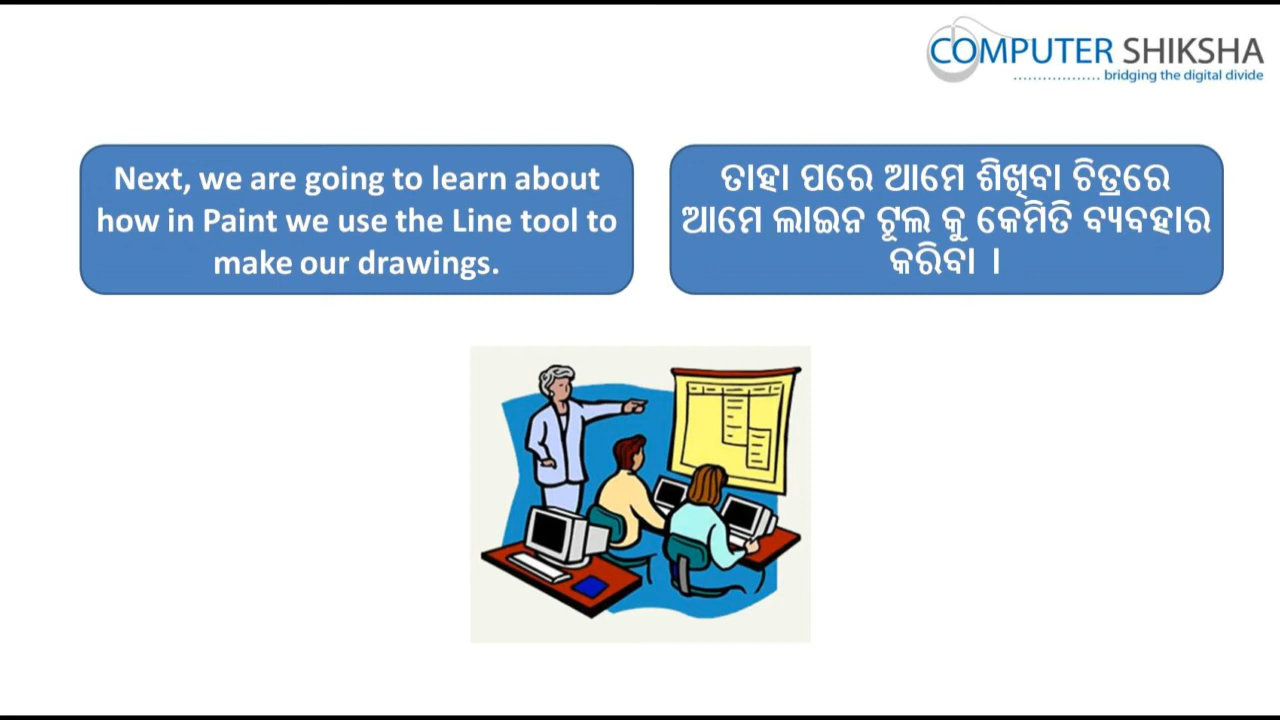 COMPUTER SHIKSHA
bridging the digital divide
Next, we are going to learn about
how in Paint we use the Line tool to
make our drawings.
ତାହା ପରେ ଆମେ ଶିଖିବା ଚିତ୍ରରେ
ଆମେ ଲାଇନ ଟୂଲ କୁ କେମିତି ବ୍ୟବହାର
କରିବା ।